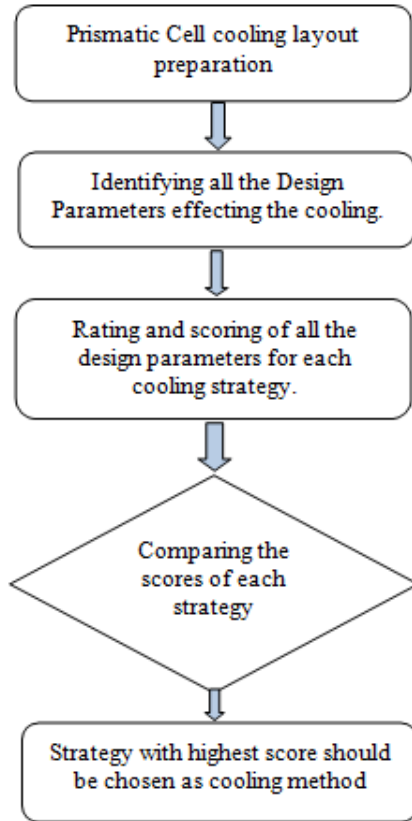 Prismatic Cell cooling layout
preparation
Identifying all the Design
Parameters effecting the cooling.
Rating and scoring of all the
design parameters for each
cooling strategy.
Comparing the
scores of each
strategy
Strategy with highest score should
be chosen as cooling method